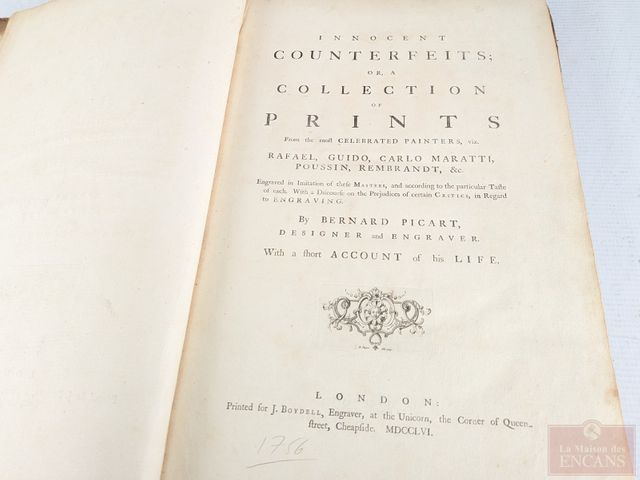 INNOCENT
COUNTERFEITS;
OR, A
COLLECTION
OF
PRINTS
From the most CELEBRATED PAINTERS, viz.
RAFAEL, GUIDO, CARLO MARATTI,
POUSSIN, REMBRANDT, &c.
Engraved in Imitation of these MASTERS, and according to the particular Taste
of each. With a Discourse on the Prejudices of certain CRITICS, in Regard
to ENGRAVING.
By BERNARD PICART,
DESIGNER and ENGRAVER.
With a short ACCOUNT of his LIFE.
LONDON:
Printed for J. BOYDELL, Engraver, at the Unicorn, the Corner of Queen-
street, Cheapside. MDCCLVI.
1756
La Maison des
ENCANS